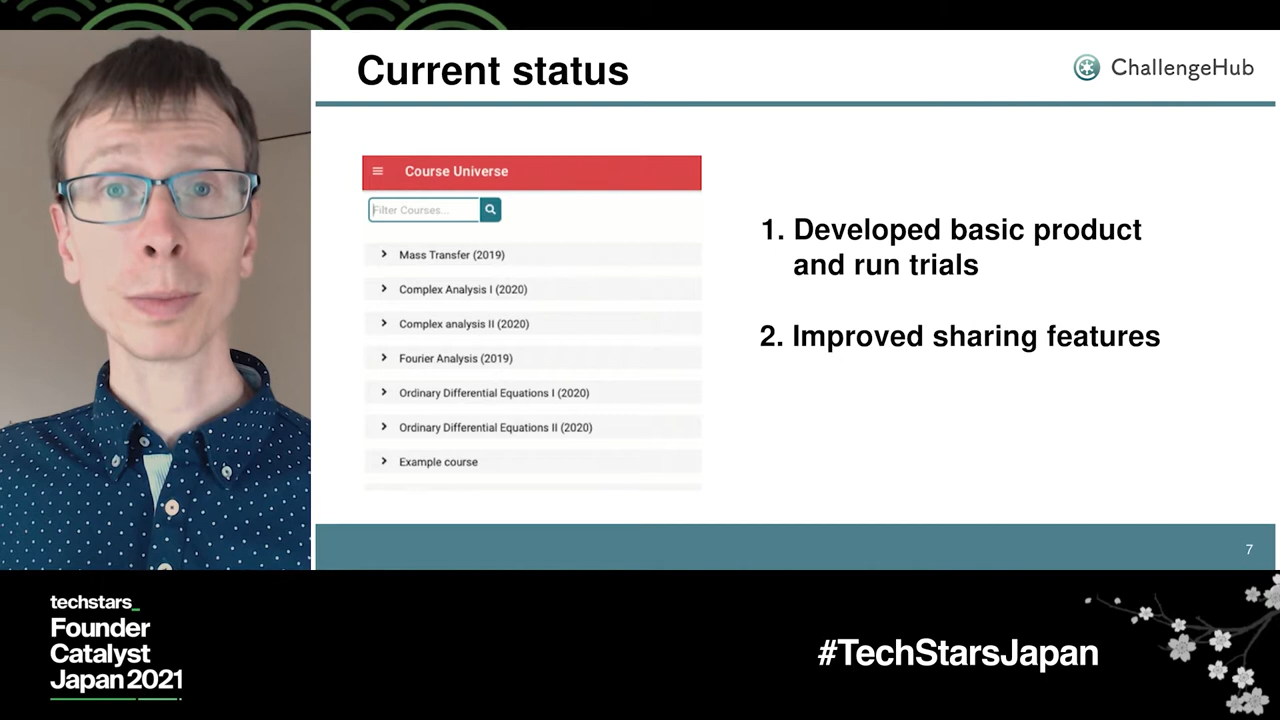 Current status
ChallengeHub
Course Universe
Filter Courses...
Mass Transfer (2019)
Complex Analysis I (2020)
Complex analysis II (2020)
Fourier Analysis (2019)
Ordinary Differential Equations I (2020)
Ordinary Differential Equations II (2020)
Example course
1. Developed basic product
and run trials
2. Improved sharing features
7
techstars_
Founder
Catalyst
Japan 2021
#TechStarsJapan